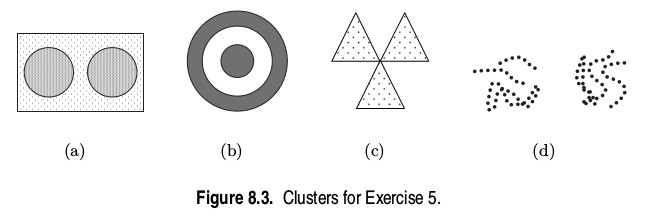 (a) (b) (c) (d)
Figure 8.3. Clusters for Exercise 5.